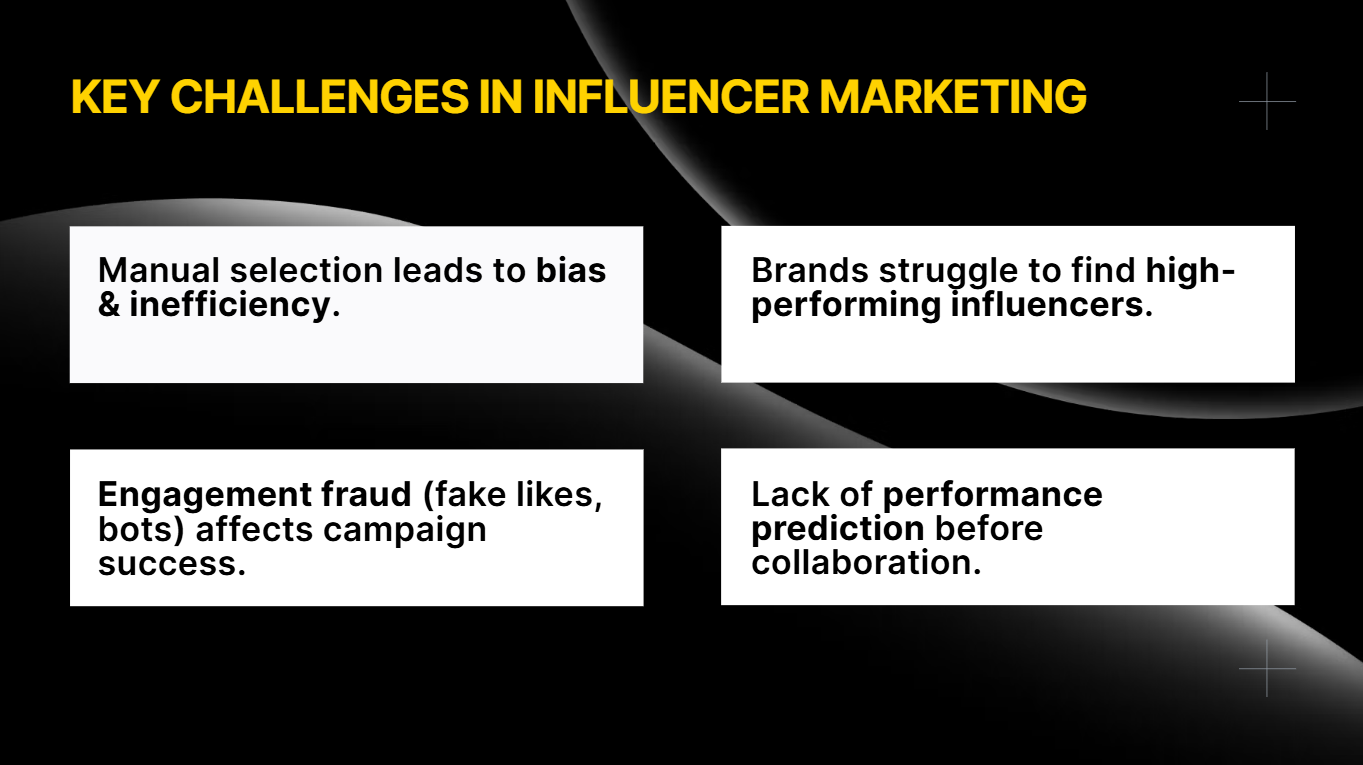 KEY CHALLENGES IN INFLUENCER MARKETING
Manual selection leads to bias
& inefficiency.
Brands struggle to find high-
performing influencers.
Engagement fraud (fake likes,
bots) affects campaign
success.
Lack of performance
prediction before
collaboration.